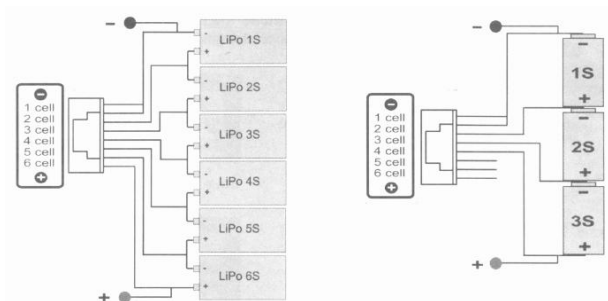 -
- LiPo 1S
+
- LiPo 2S
+
- LiPo 3S
+
- LiPo 4S
+
- LiPo 5S
+
- LiPo 6S
+
+
-
1 cell
2 cell
3 cell
4 cell
5 cell
6 cell
+
-
-
1S
+
-
2S
+
-
3S
+
-
1 cell
2 cell
3 cell
4 cell
5 cell
6 cell
+